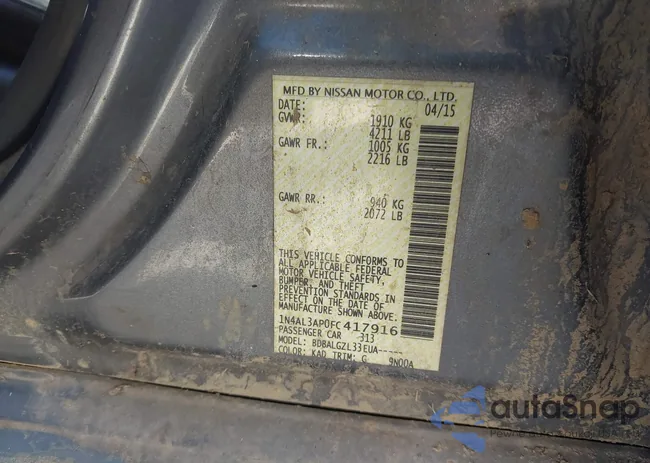 MFD BY NISSAN MOTOR CO., LTD.
DATE: 04/15
GVWR: 1910 KG
4211 LB
GAWR FR.: 1005 KG
2216 LB
GAWR RR.: 940 KG
2072 LB
THIS VEHICLE CONFORMS TO
ALL APPLICABLE FEDERAL
MOTOR VEHICLE SAFETY,
BUMPER, AND THEFT
PREVENTION STANDARDS IN
EFFECT ON THE DATE OF
MANUFACTURE SHOWN ABOVE.
1N4AL3AP0FC417916
PASSENGER CAR 313
MODEL: BDBALGZL33EUA-----
COLOR: KAD TRIM: G 9N00A
autoSnap